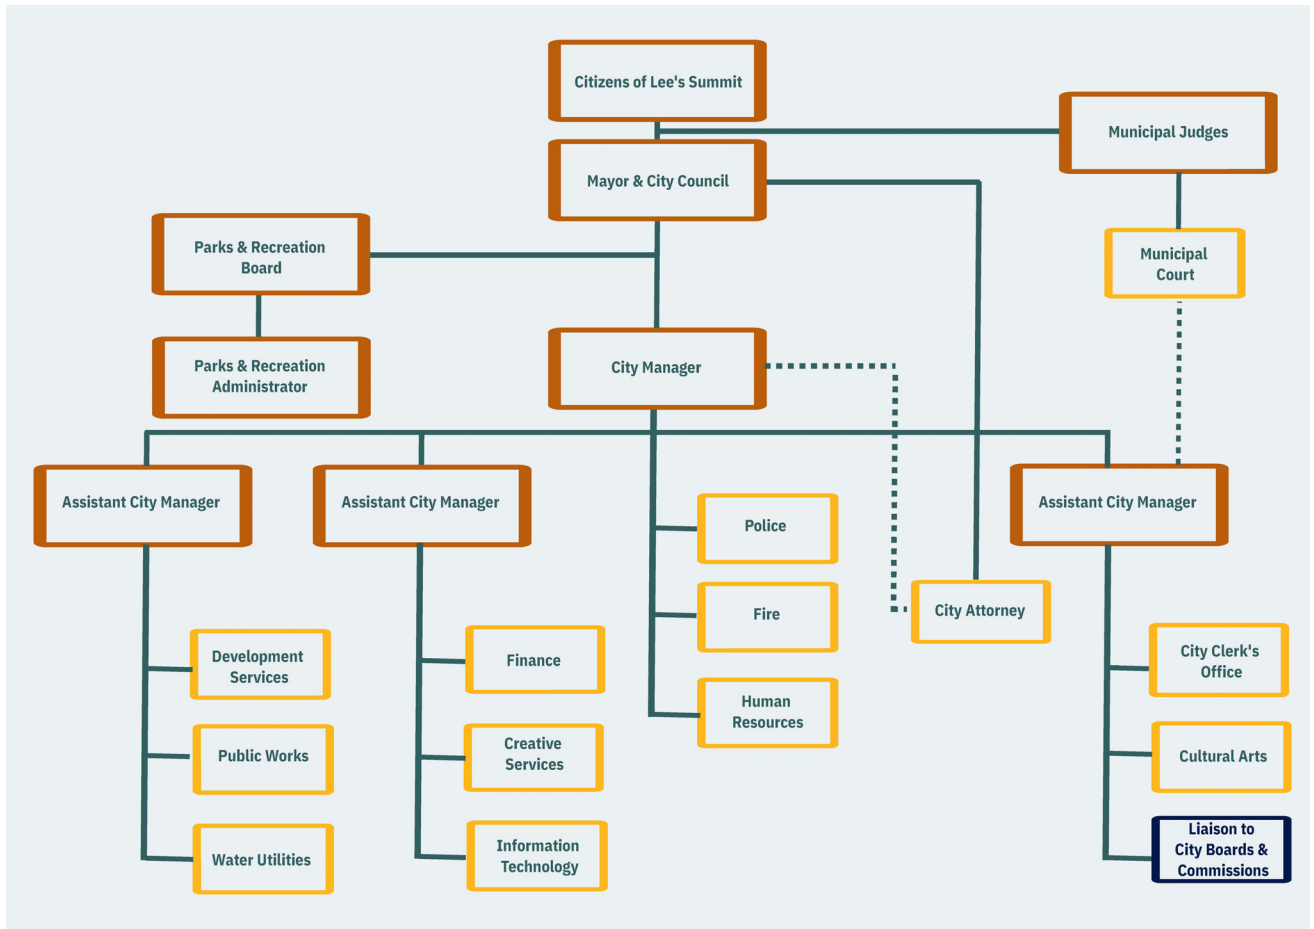 Citizens of Lee's Summit
Municipal Judges
Mayor & City Council
Parks & Recreation
Board
Municipal
Court
Parks & Recreation
Administrator
City Manager
Assistant City Manager
Assistant City Manager
Assistant City Manager
Police
Fire
City Attorney
Human
Resources
Development
Services
Public Works
Water Utilities
Finance
Creative
Services
Information
Technology
City Clerk's
Office
Cultural Arts
Liaison to
City Boards &
Commissions